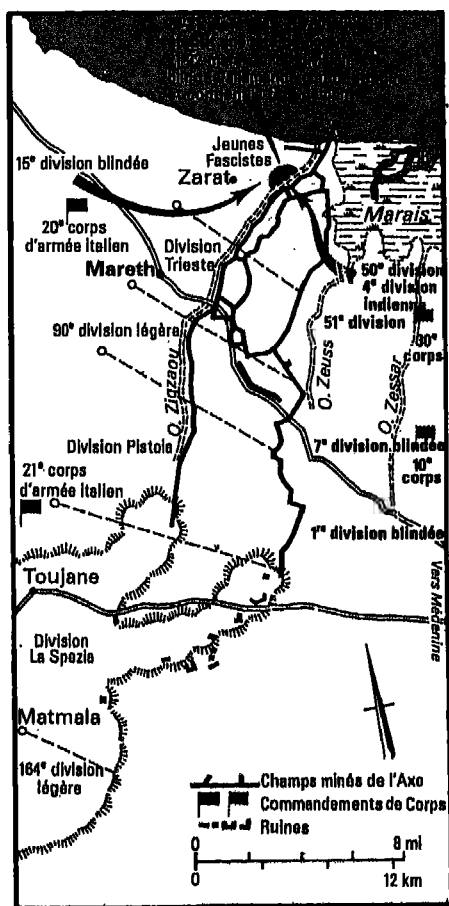 Jeunes
Fascistes
15e division blindée
Zarat
20e corps
d'armée italien
Division
Trieste
Marais
Mareth
50e division
4e division
indienne
51e division
30e
corps
90e division légère
O. Zigzaou
O. Zeuss
O. Zessar
Division Pistoia
7e division blindée
10e
corps
21e corps
d'armée italien
1re division blindée
Toujane
Vers Médenine
Division
La Spezia
Matmala
164e division
légère
Champs minés de l'Axo
Commandements de Corps
Ruines
0 8 ml
0 12 km